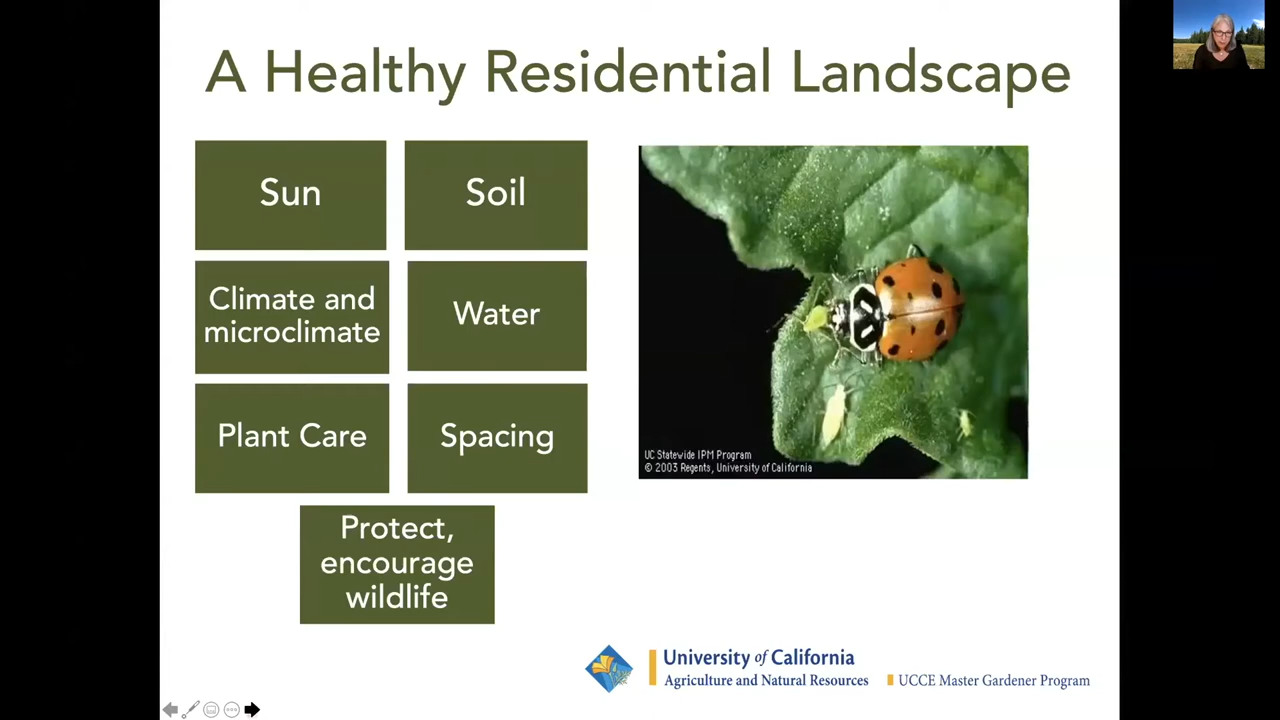 A Healthy Residential Landscape
Sun
Soil
Climate and
microclimate
Water
Plant Care
Spacing
Protect,
encourage
wildlife
UC Statewide IPM Program
© 2003 Regents, University of California
University of California
Agriculture and Natural Resources
UCCE Master Gardener Program